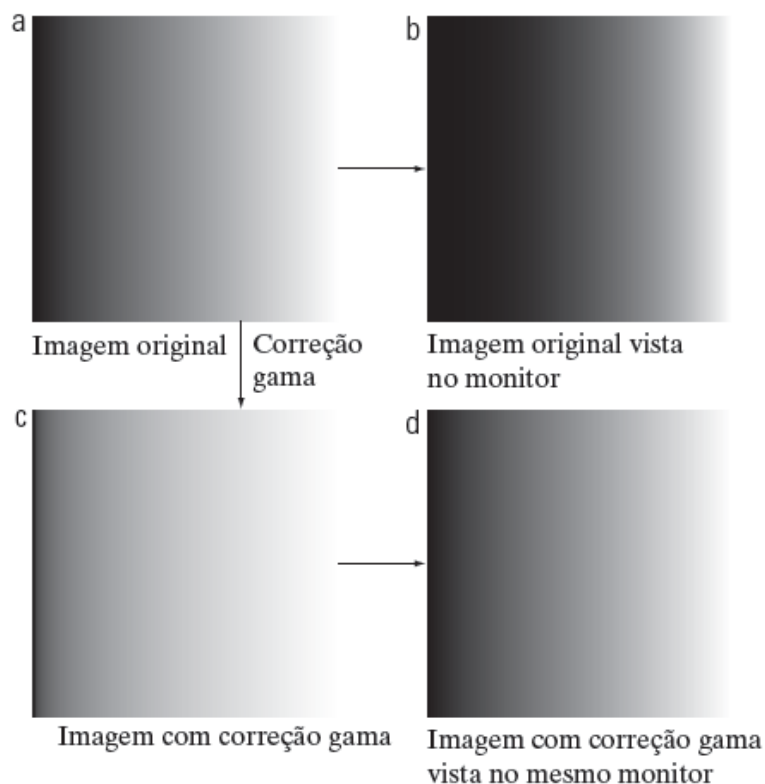 a
b
Imagem original
Correção
gama
Imagem original vista
no monitor
c
d
Imagem com correção gama
Imagem com correção gama
vista no mesmo monitor